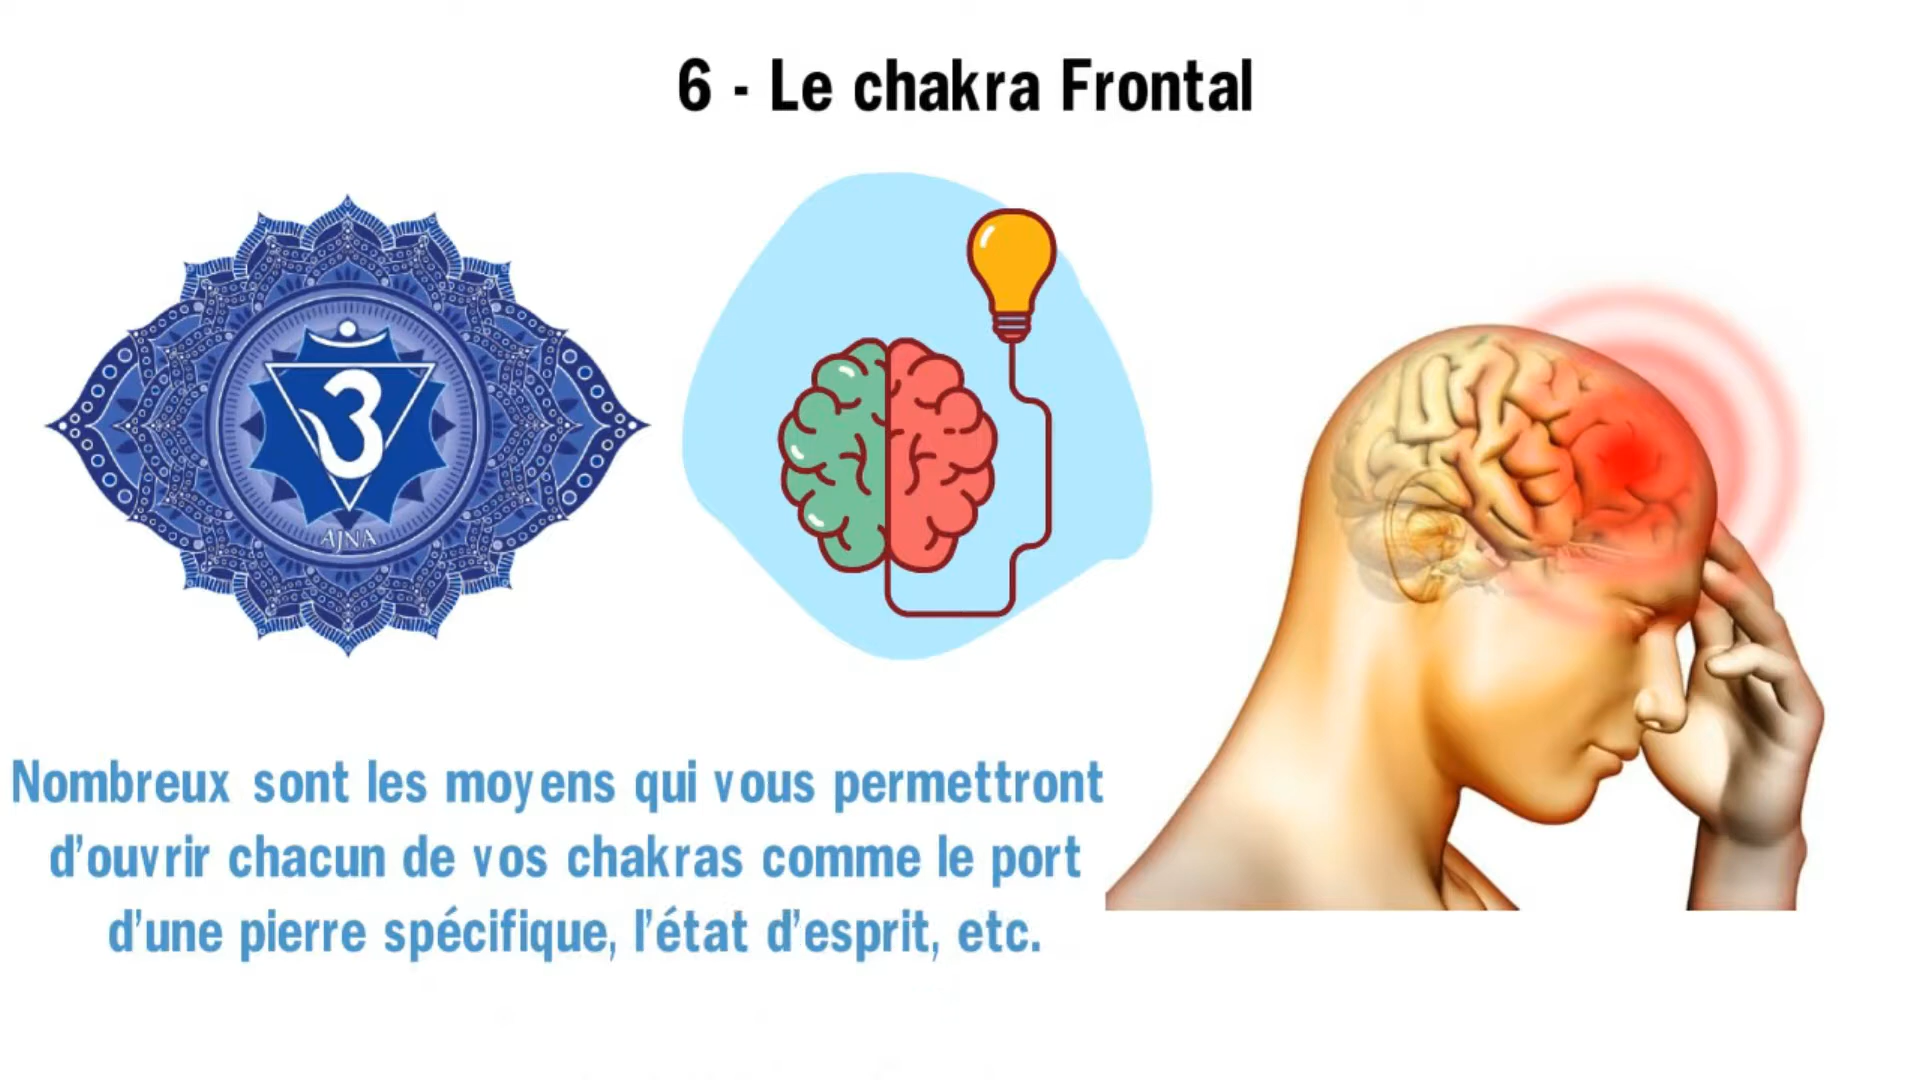 6 - Le chakra Frontal
AJNA
Nombreux sont les moyens qui vous permettront
d'ouvrir chacun de vos chakras comme le port
d'une pierre spécifique, l'état d'esprit, etc.